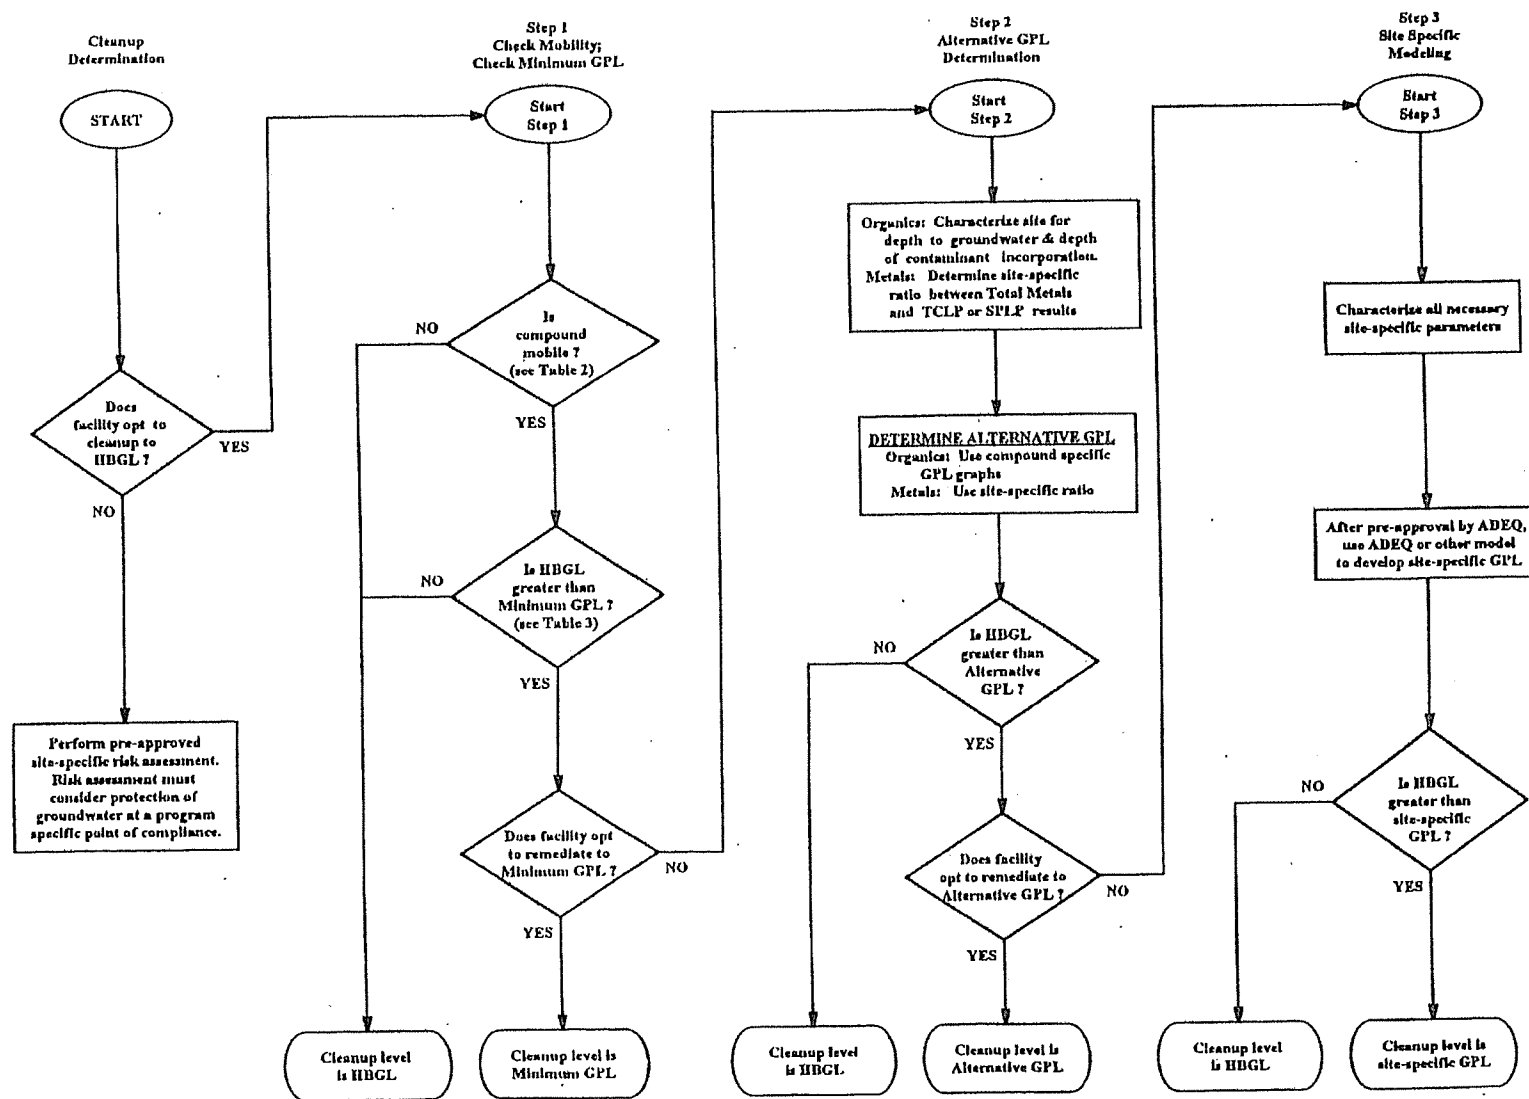 Cleanup
Determination
START
Does
facility opt to
cleanup to
HBGL ?
YES
NO
Perform pre-approved
site-specific risk assessment.
Risk assessment must
consider protection of
groundwater at a program
specific point of compliance.
Step 1
Check Mobility;
Check Minimum GPL
Start
Step 1
Is
compound
mobile ?
(see Table 2)
NO
YES
Is HBGL
greater than
Minimum GPL ?
(see Table 3)
NO
YES
Does facility opt
to remediate to
Minimum GPL ?
NO
YES
Cleanup level
is HBGL
Cleanup level is
Minimum GPL
Step 2
Alternative GPL
Determination
Start
Step 2
Organics: Characterize site for
depth to groundwater & depth
of contaminant incorporation.
Metals: Determine site-specific
ratio between Total Metals
and TCLP or SPLP results
DETERMINE ALTERNATIVE GPL
Organics: Use compound specific
GPL graphs
Metals: Use site-specific ratio
Is HBGL
greater than
Alternative
GPL ?
NO
YES
Does facility
opt to remediate to
Alternative GPL ?
NO
YES
Cleanup level
is HBGL
Cleanup level is
Alternative GPL
Step 3
Site Specific
Modeling
Start
Step 3
Characterize all necessary
site-specific parameters
After pre-approval by ADEQ,
use ADEQ or other model
to develop site-specific GPL
Is HBGL
greater than
site-specific
GPL ?
NO
YES
Cleanup level
is HBGL
Cleanup level is
site-specific GPL